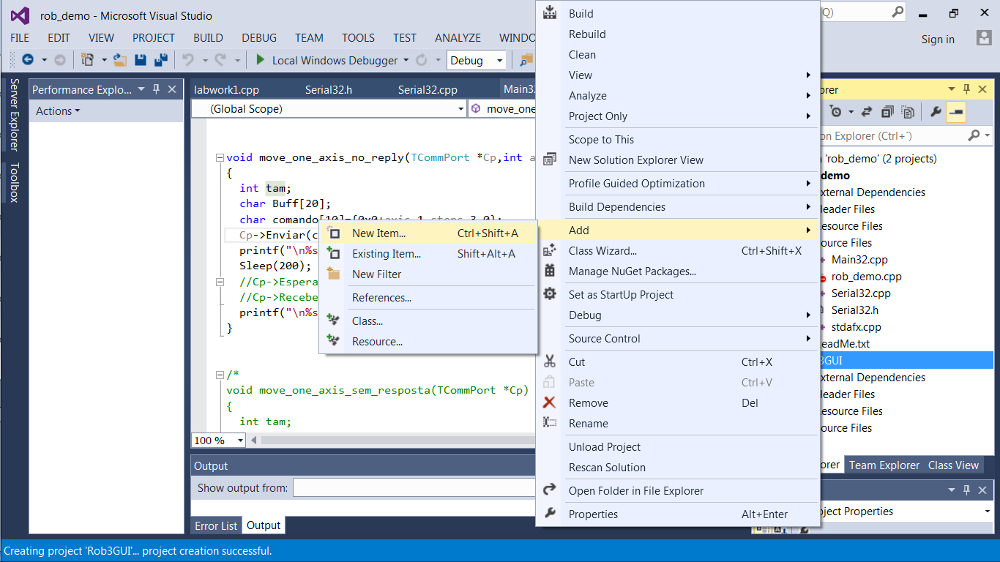 rob_demo - Microsoft Visual Studio
Q)
FILE EDIT VIEW PROJECT BUILD DEBUG TEAM TOOLS TEST ANALYZE WINDO
Sign in
Local Windows Debugger
Debug
Server Explorer
Toolbox
Performance Explo...
Actions
labwork1.cpp Serial32.h Serial32.cpp Main32
(Global Scope)
move_one
void move_one_axis_no_reply(TCommPort *Cp,int a
{
int tam;
char Buff[20];
char comando[10]={0x0+axis,1,steps,3,0};
Cp->Enviar(c
printf("\n%s
Sleep(200);
//Cp->Espera
//Cp->Recebe
printf("\n%s
}
/*
void move_one_axis_sem_resposta(TCommPort *Cp)
{
int tam;
100 %
Output
Show output from:
Error List Output
Creating project 'Rob3GUI'... project creation successful.
New Item... Ctrl+Shift+A
Existing Item... Shift+Alt+A
New Filter
References...
Class...
Resource...
Build
Rebuild
Clean
View
Analyze
Project Only
Scope to This
New Solution Explorer View
Profile Guided Optimization
Build Dependencies
Add
Class Wizard... Ctrl+Shift+X
Manage NuGet Packages...
Set as StartUp Project
Debug
Source Control
Cut Ctrl+X
Paste Ctrl+V
Remove Del
Rename
Unload Project
Rescan Solution
Open Folder in File Explorer
Properties Alt+Enter
orer
on Explorer (Ctrl+´)
'rob_demo' (2 projects)
demo
xternal Dependencies
eader Files
esource Files
ource Files
Main32.cpp
rob_demo.cpp
Serial32.cpp
Serial32.h
stdafx.cpp
eadMe.txt
3GUI
xternal Dependencies
eader Files
esource Files
ource Files
orer Team Explorer Class View
oject Properties